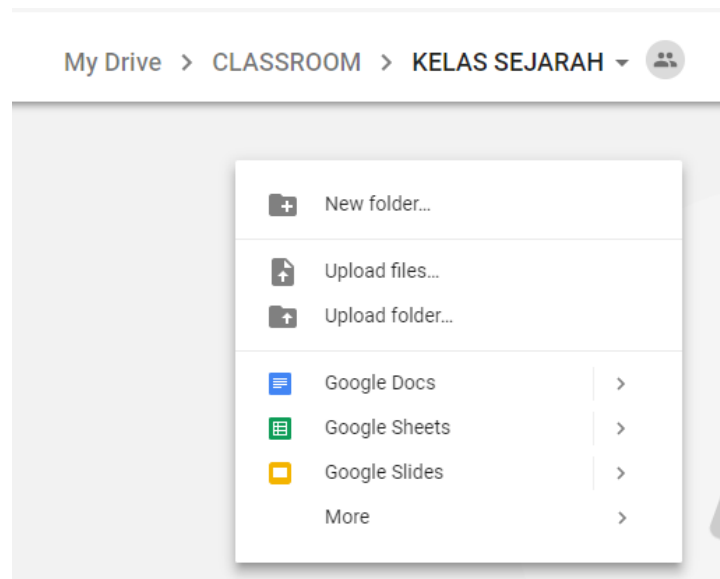 My Drive > CLASSROOM > KELAS SEJARAH
New folder...
Upload files...
Upload folder...
Google Docs
Google Sheets
Google Slides
More